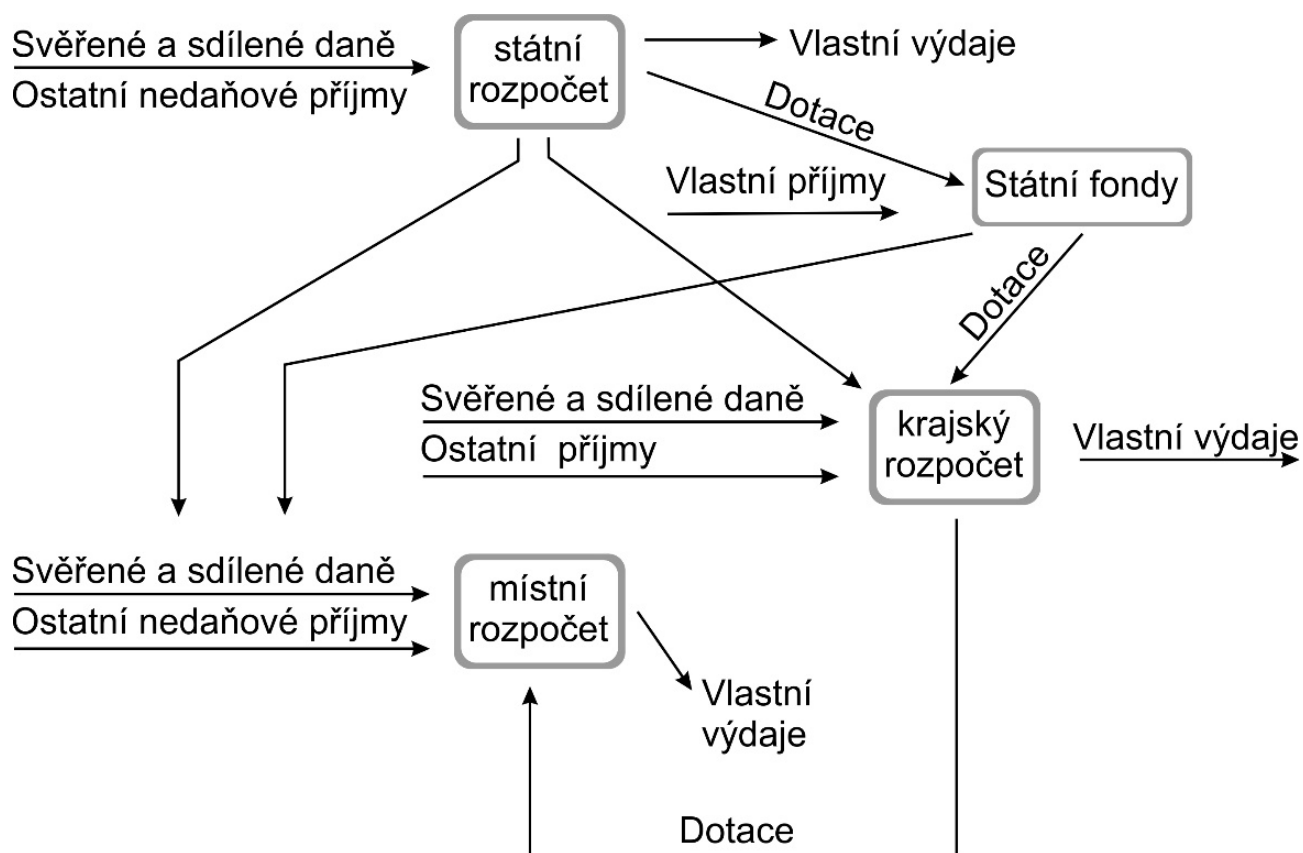 Svěřené a sdílené daně
Ostatní nedaňové příjmy
státní
rozpočet
Vlastní výdaje
Dotace
Vlastní příjmy
Státní fondy
Dotace
Svěřené a sdílené daně
Ostatní příjmy
krajský
rozpočet
Vlastní výdaje
Svěřené a sdílené daně
Ostatní nedaňové příjmy
místní
rozpočet
Vlastní
výdaje
Dotace